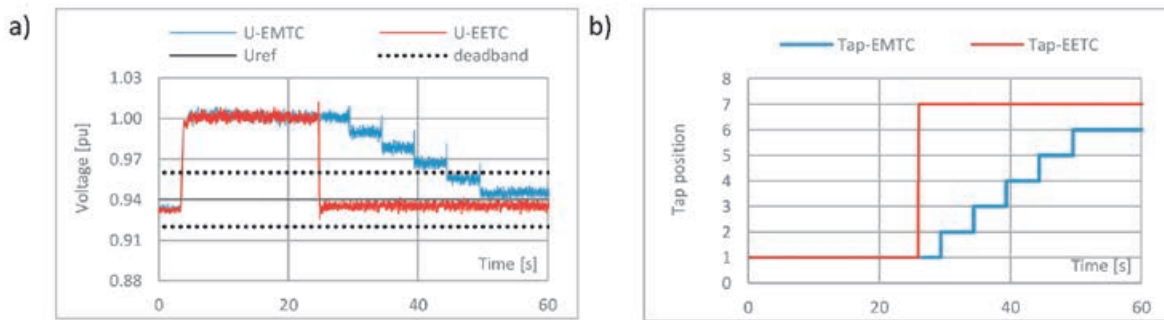 a)
U-EMTC
U-EETC
Uref
deadband
Voltage [pu]
1.03
1.00
0.97
0.94
0.91
0.88
Time [s]
0
20
40
60
b)
Tap-EMTC
Tap-EETC
Tap position
8
7
6
5
4
3
2
1
0
Time [s]
0
20
40
60